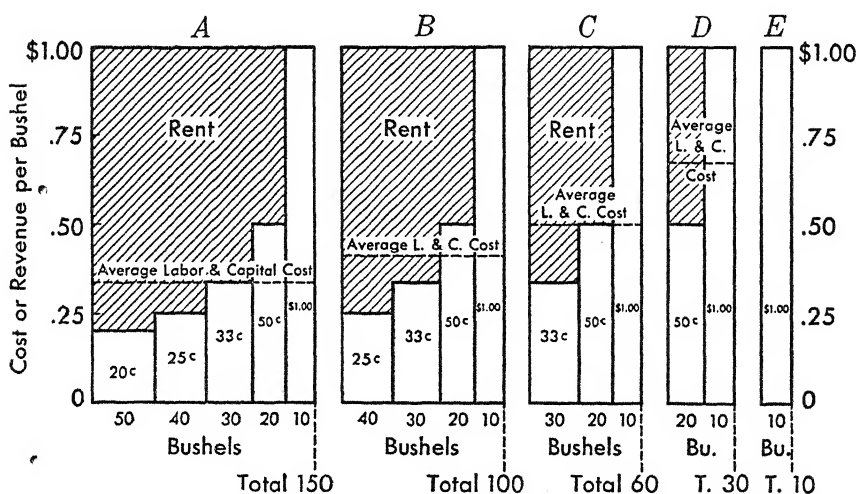 A B C D E
$1.00 $1.00
Rent Rent Rent Average
L. & C.
Cost
.75 .75
Cost or Revenue per Bushel
.50 Average
L. & C. Cost .50
Average L. & C. Cost
Average Labor & Capital Cost
.25 .25
20c 25c 33c 50c $1.00 25c 33c 50c $1.00 33c 50c $1.00 50c $1.00 $1.00
0 0
50 40 30 20 10 40 30 20 10 30 20 10 20 10 10
Bushels Bushels Bushels Bu. Bu.
Total 150 Total 100 Total 60 T. 30 T. 10